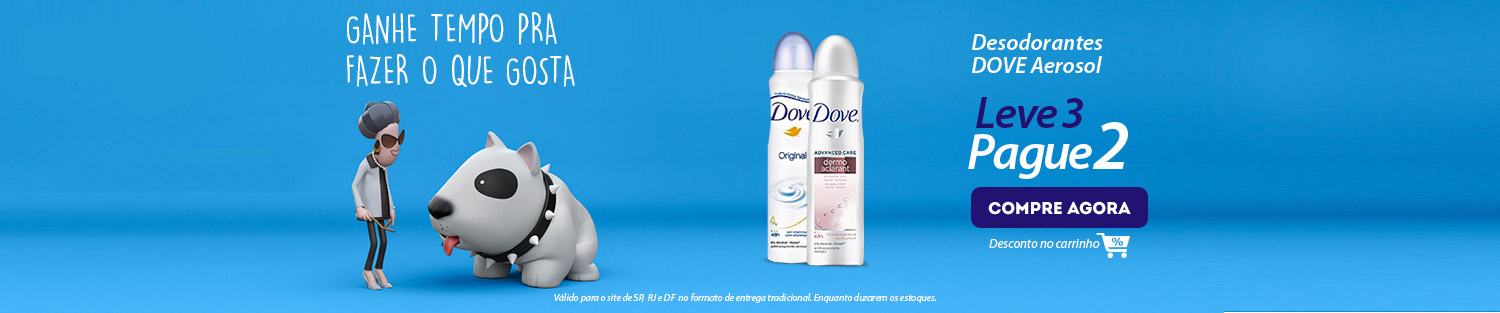 GANHE TEMPO PRA
FAZER O QUE GOSTA
Desodorantes
DOVE Aerosol
Leve 3
Pague 2
COMPRE AGORA
Desconto no carrinho
%
Dove
Original
48h
Dove
ADVANCED CARE
dermo
aclarant
48h
Válido para o site de SP, RJ e DF no formato de entrega tradicional. Enquanto durarem os estoques.